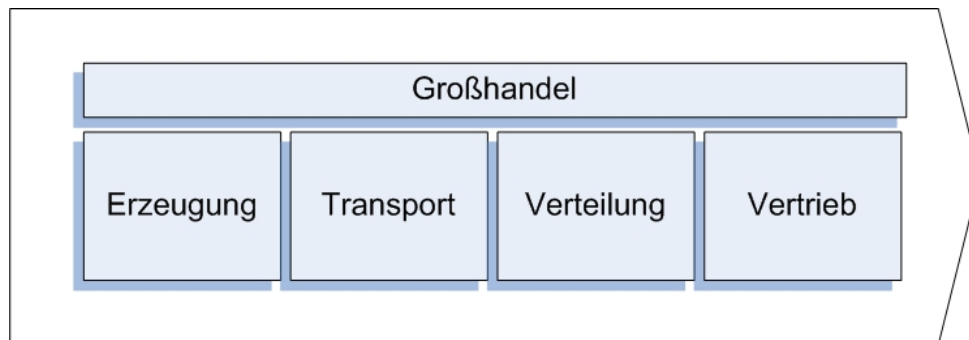 Großhandel
Erzeugung
Transport
Verteilung
Vertrieb